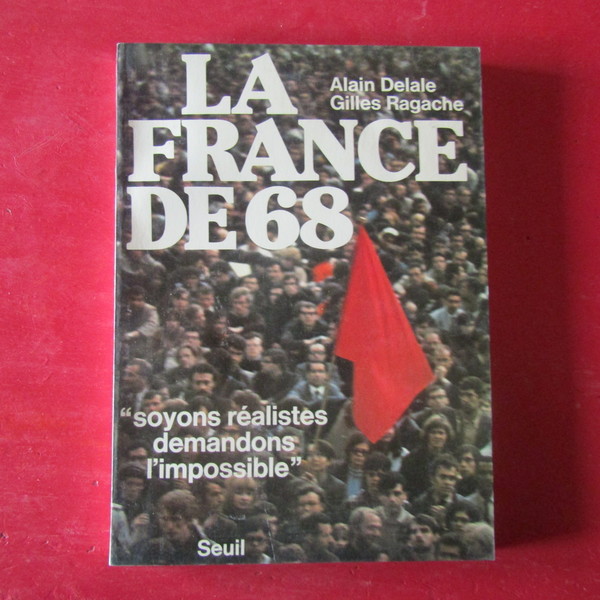 LA
Alain Delale
Gilles Ragache
FRANCE
DE 68
“soyons réalistes
demandons
l’impossible”
Seuil